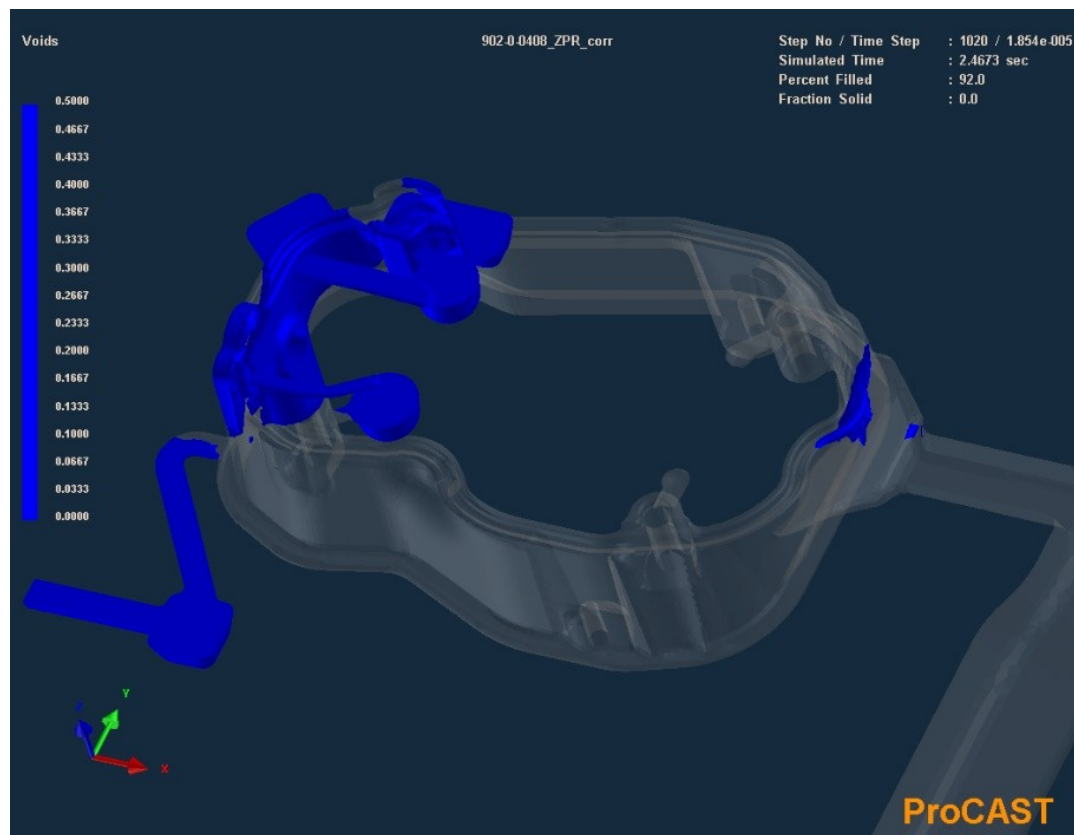 Voids
902-0-0408_ZPR_corr
Step No / Time Step : 1020 / 1.854e-005
Simulated Time : 2.4673 sec
Percent Filled : 92.0
Fraction Solid : 0.0
0.5000
0.4667
0.4333
0.4000
0.3667
0.3333
0.3000
0.2667
0.2333
0.2000
0.1667
0.1333
0.1000
0.0667
0.0333
0.0000
Z
Y
X
ProCAST